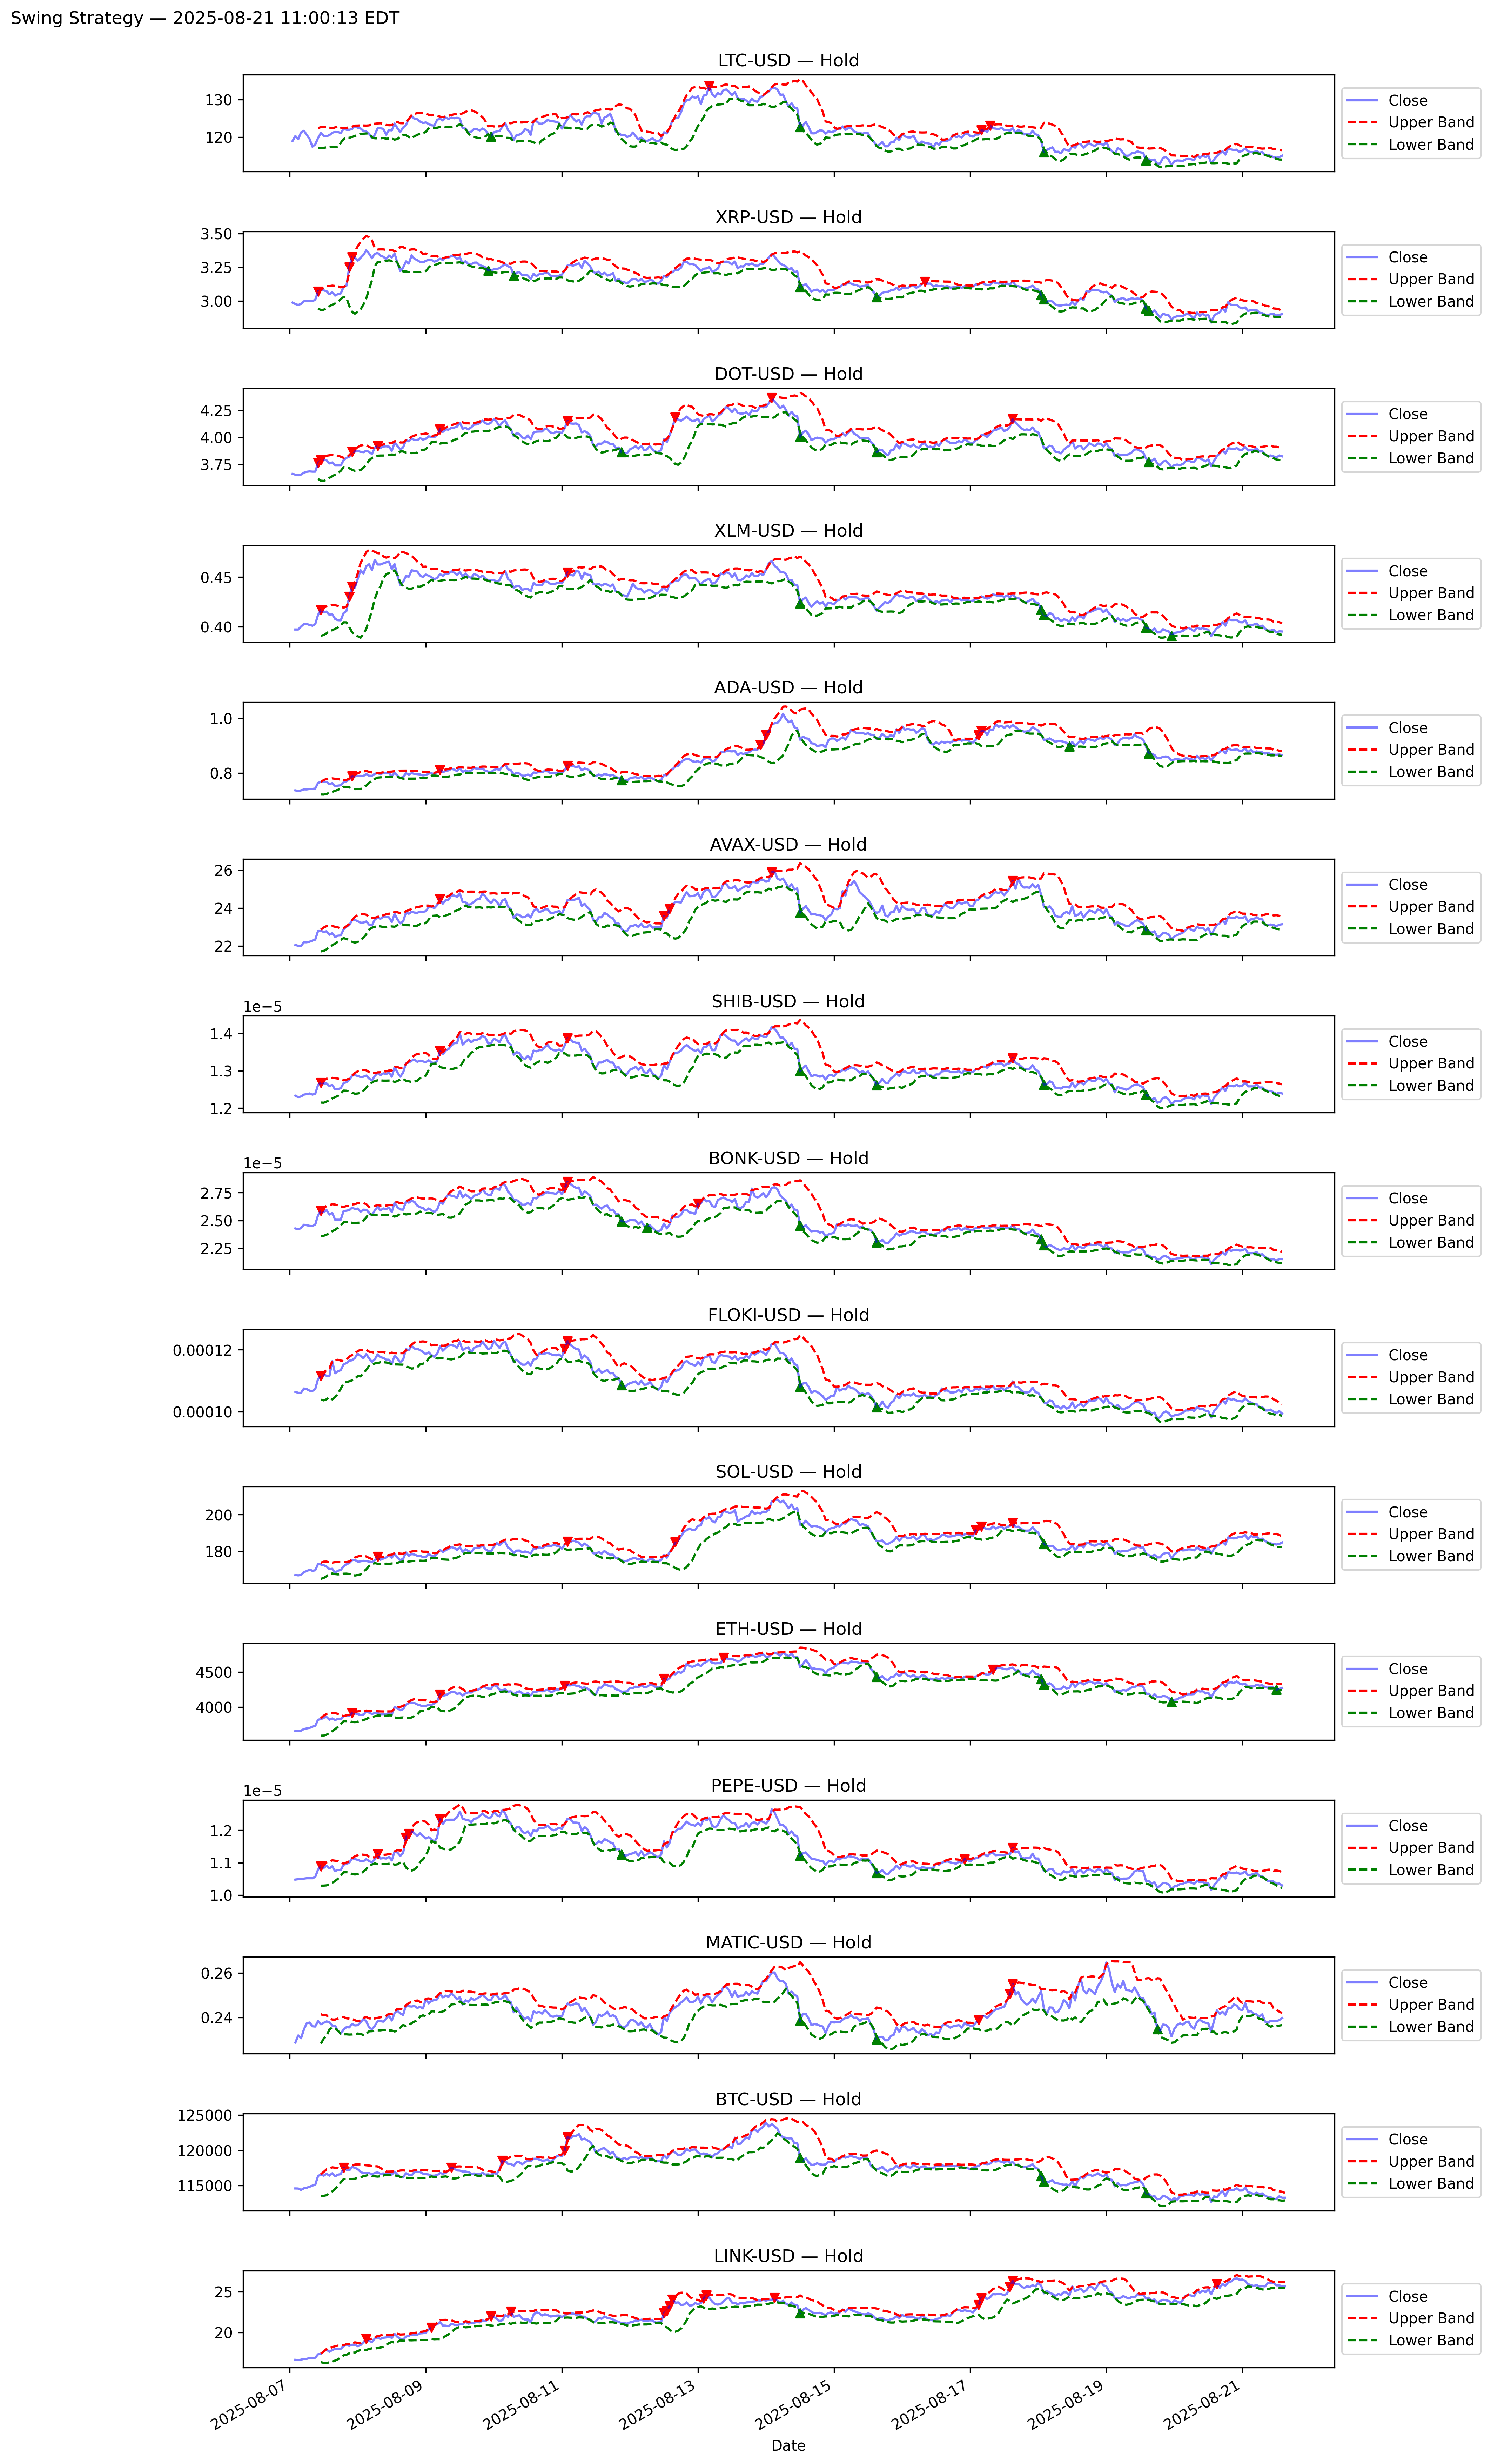 Swing Strategy — 2025-08-21 11:00:13 EDT
LTC-USD — Hold
130
120
Close
Upper Band
Lower Band
XRP-USD — Hold
3.50
3.25
3.00
Close
Upper Band
Lower Band
DOT-USD — Hold
4.25
4.00
3.75
Close
Upper Band
Lower Band
XLM-USD — Hold
0.45
0.40
Close
Upper Band
Lower Band
ADA-USD — Hold
1.0
0.8
Close
Upper Band
Lower Band
AVAX-USD — Hold
26
24
22
Close
Upper Band
Lower Band
SHIB-USD — Hold
1e−5
1.4
1.3
1.2
Close
Upper Band
Lower Band
BONK-USD — Hold
1e−5
2.75
2.50
2.25
Close
Upper Band
Lower Band
FLOKI-USD — Hold
0.00012
0.00010
Close
Upper Band
Lower Band
SOL-USD — Hold
200
180
Close
Upper Band
Lower Band
ETH-USD — Hold
4500
4000
Close
Upper Band
Lower Band
PEPE-USD — Hold
1e−5
1.2
1.1
1.0
Close
Upper Band
Lower Band
MATIC-USD — Hold
0.26
0.24
Close
Upper Band
Lower Band
BTC-USD — Hold
125000
120000
115000
Close
Upper Band
Lower Band
LINK-USD — Hold
25
20
Close
Upper Band
Lower Band
2025-08-07
2025-08-09
2025-08-11
2025-08-13
2025-08-15
2025-08-17
2025-08-19
2025-08-21
Date